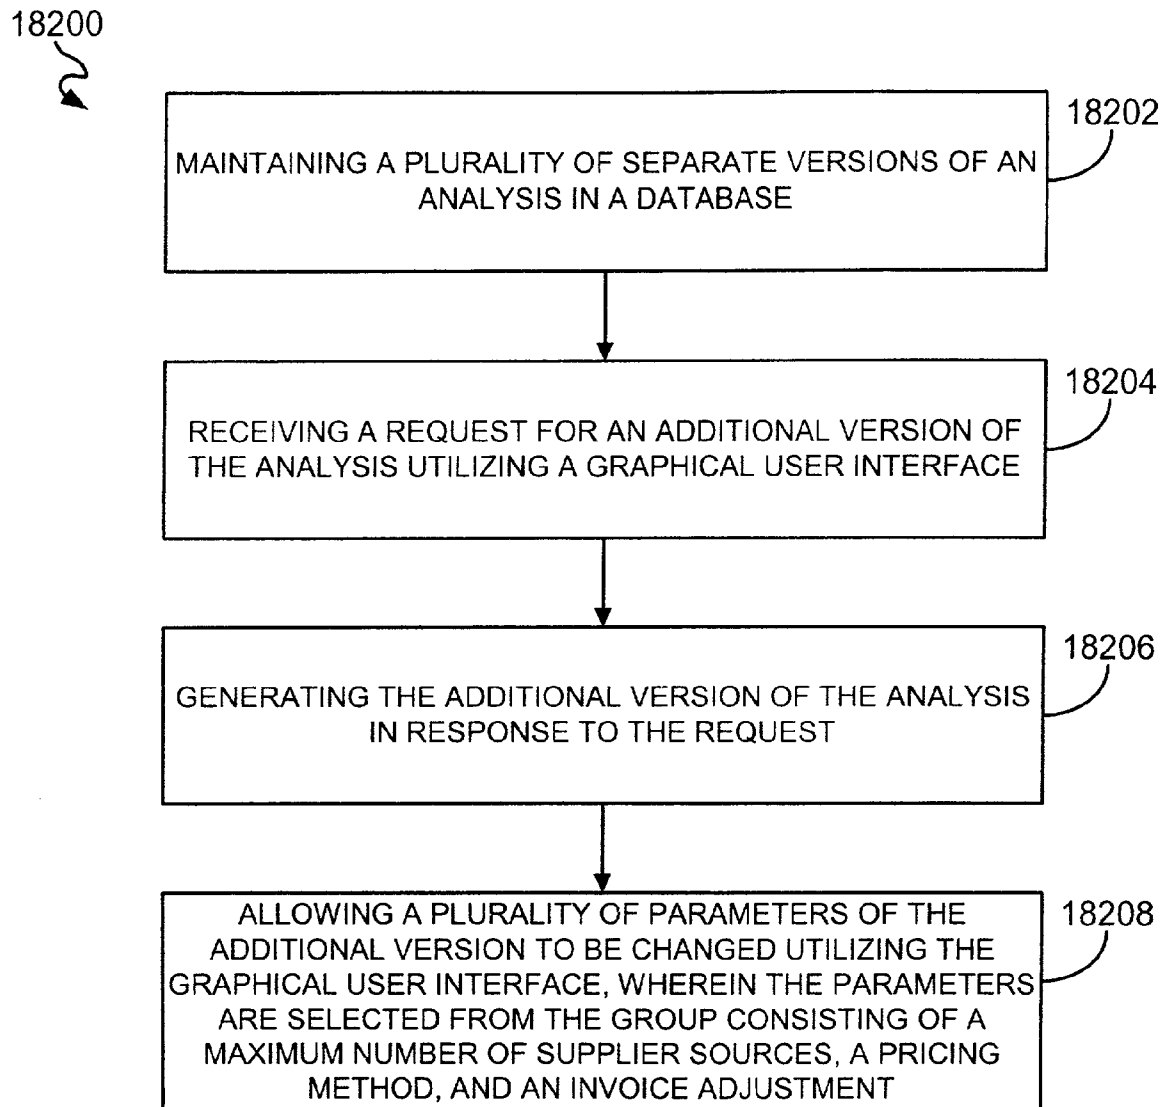 18200
18202
MAINTAINING A PLURALITY OF SEPARATE VERSIONS OF AN
ANALYSIS IN A DATABASE
18204
RECEIVING A REQUEST FOR AN ADDITIONAL VERSION OF
THE ANALYSIS UTILIZING A GRAPHICAL USER INTERFACE
18206
GENERATING THE ADDITIONAL VERSION OF THE ANALYSIS
IN RESPONSE TO THE REQUEST
18208
ALLOWING A PLURALITY OF PARAMETERS OF THE
ADDITIONAL VERSION TO BE CHANGED UTILIZING THE
GRAPHICAL USER INTERFACE, WHEREIN THE PARAMETERS
ARE SELECTED FROM THE GROUP CONSISTING OF A
MAXIMUM NUMBER OF SUPPLIER SOURCES, A PRICING
METHOD, AND AN INVOICE ADJUSTMENT